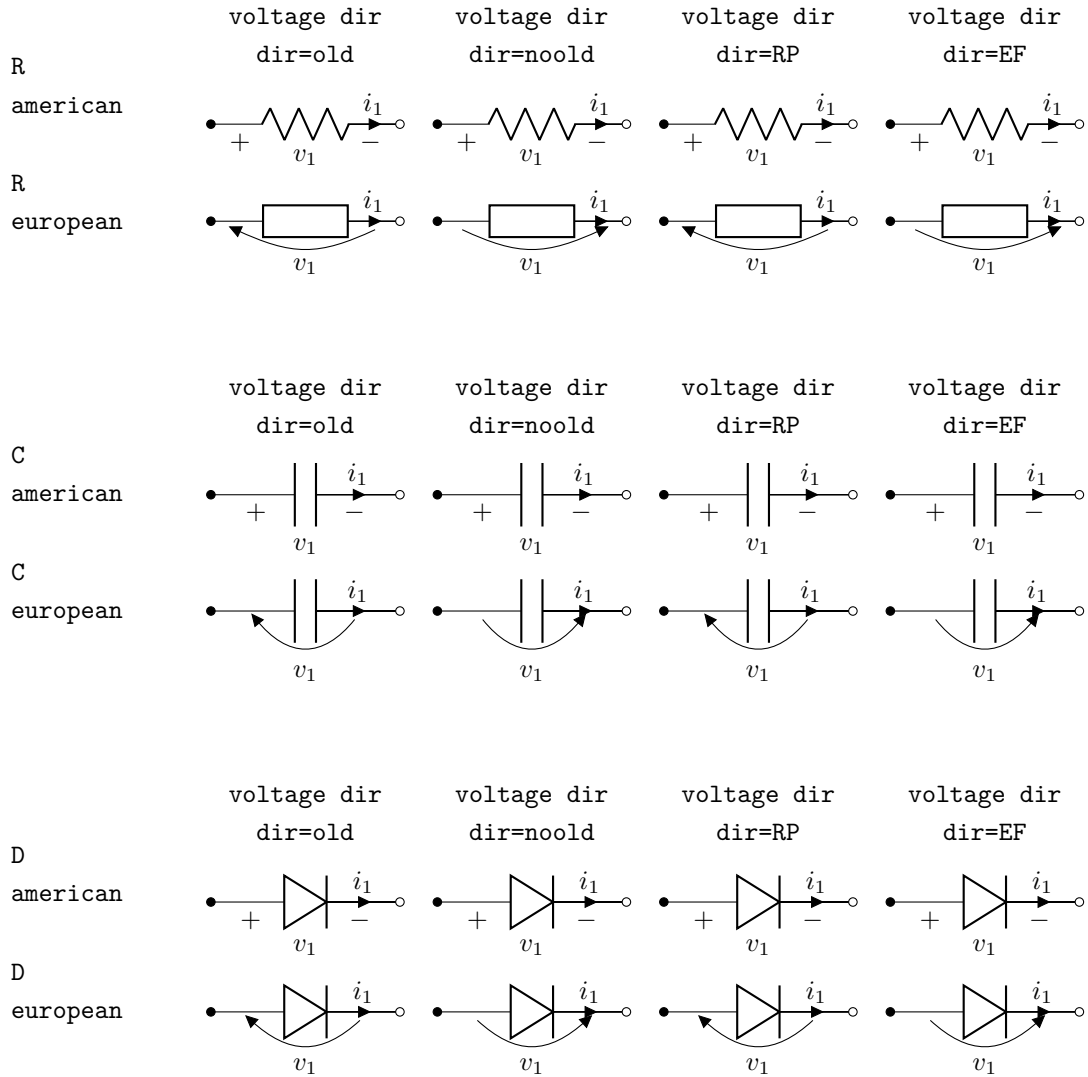 voltage dir voltage dir voltage dir voltage dir
dir=old dir=noold dir=RP dir=EF
R
american
i₁ i₁ i₁ i₁
+ − + − + − + −
v₁ v₁ v₁ v₁
R
european
i₁ i₁ i₁ i₁
v₁ v₁ v₁ v₁
voltage dir voltage dir voltage dir voltage dir
dir=old dir=noold dir=RP dir=EF
C
american
i₁ i₁ i₁ i₁
+ − + − + − + −
v₁ v₁ v₁ v₁
C
european
i₁ i₁ i₁ i₁
v₁ v₁ v₁ v₁
voltage dir voltage dir voltage dir voltage dir
dir=old dir=noold dir=RP dir=EF
D
american
i₁ i₁ i₁ i₁
+ − + − + − + −
v₁ v₁ v₁ v₁
D
european
i₁ i₁ i₁ i₁
v₁ v₁ v₁ v₁